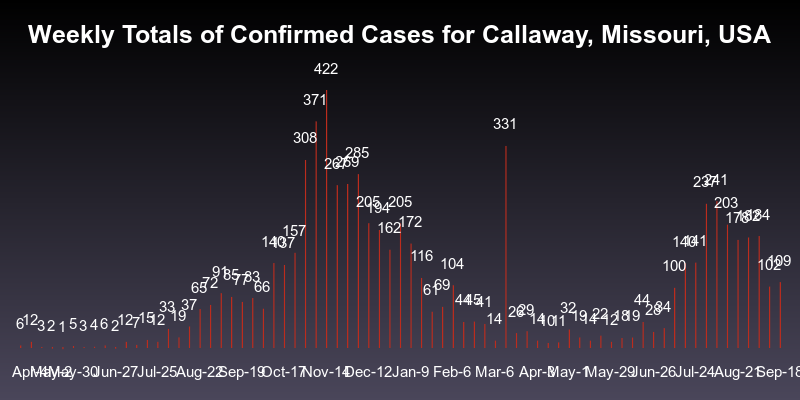 Weekly Totals of Confirmed Cases for Callaway, Missouri, USA
6 12 3 2 1 5 3 4 6 2 12 7 15 12 33 19 37 65 72 91 85 77 83 66 140 137 157 308 371 422 267 269 285 205 194 162 205 172 116 61 69 104 44 45 41 14 331 26 29 14 10 11 32 19 14 22 12 18 19 44 28 34 100 141 237 241 203 178 182 184 102 109
Apr-4 May-2 May-30 Jun-27 Jul-25 Aug-22 Sep-19 Oct-17 Nov-14 Dec-12 Jan-9 Feb-6 Mar-6 Apr-3 May-1 May-29 Jun-26 Jul-24 Aug-21 Sep-18